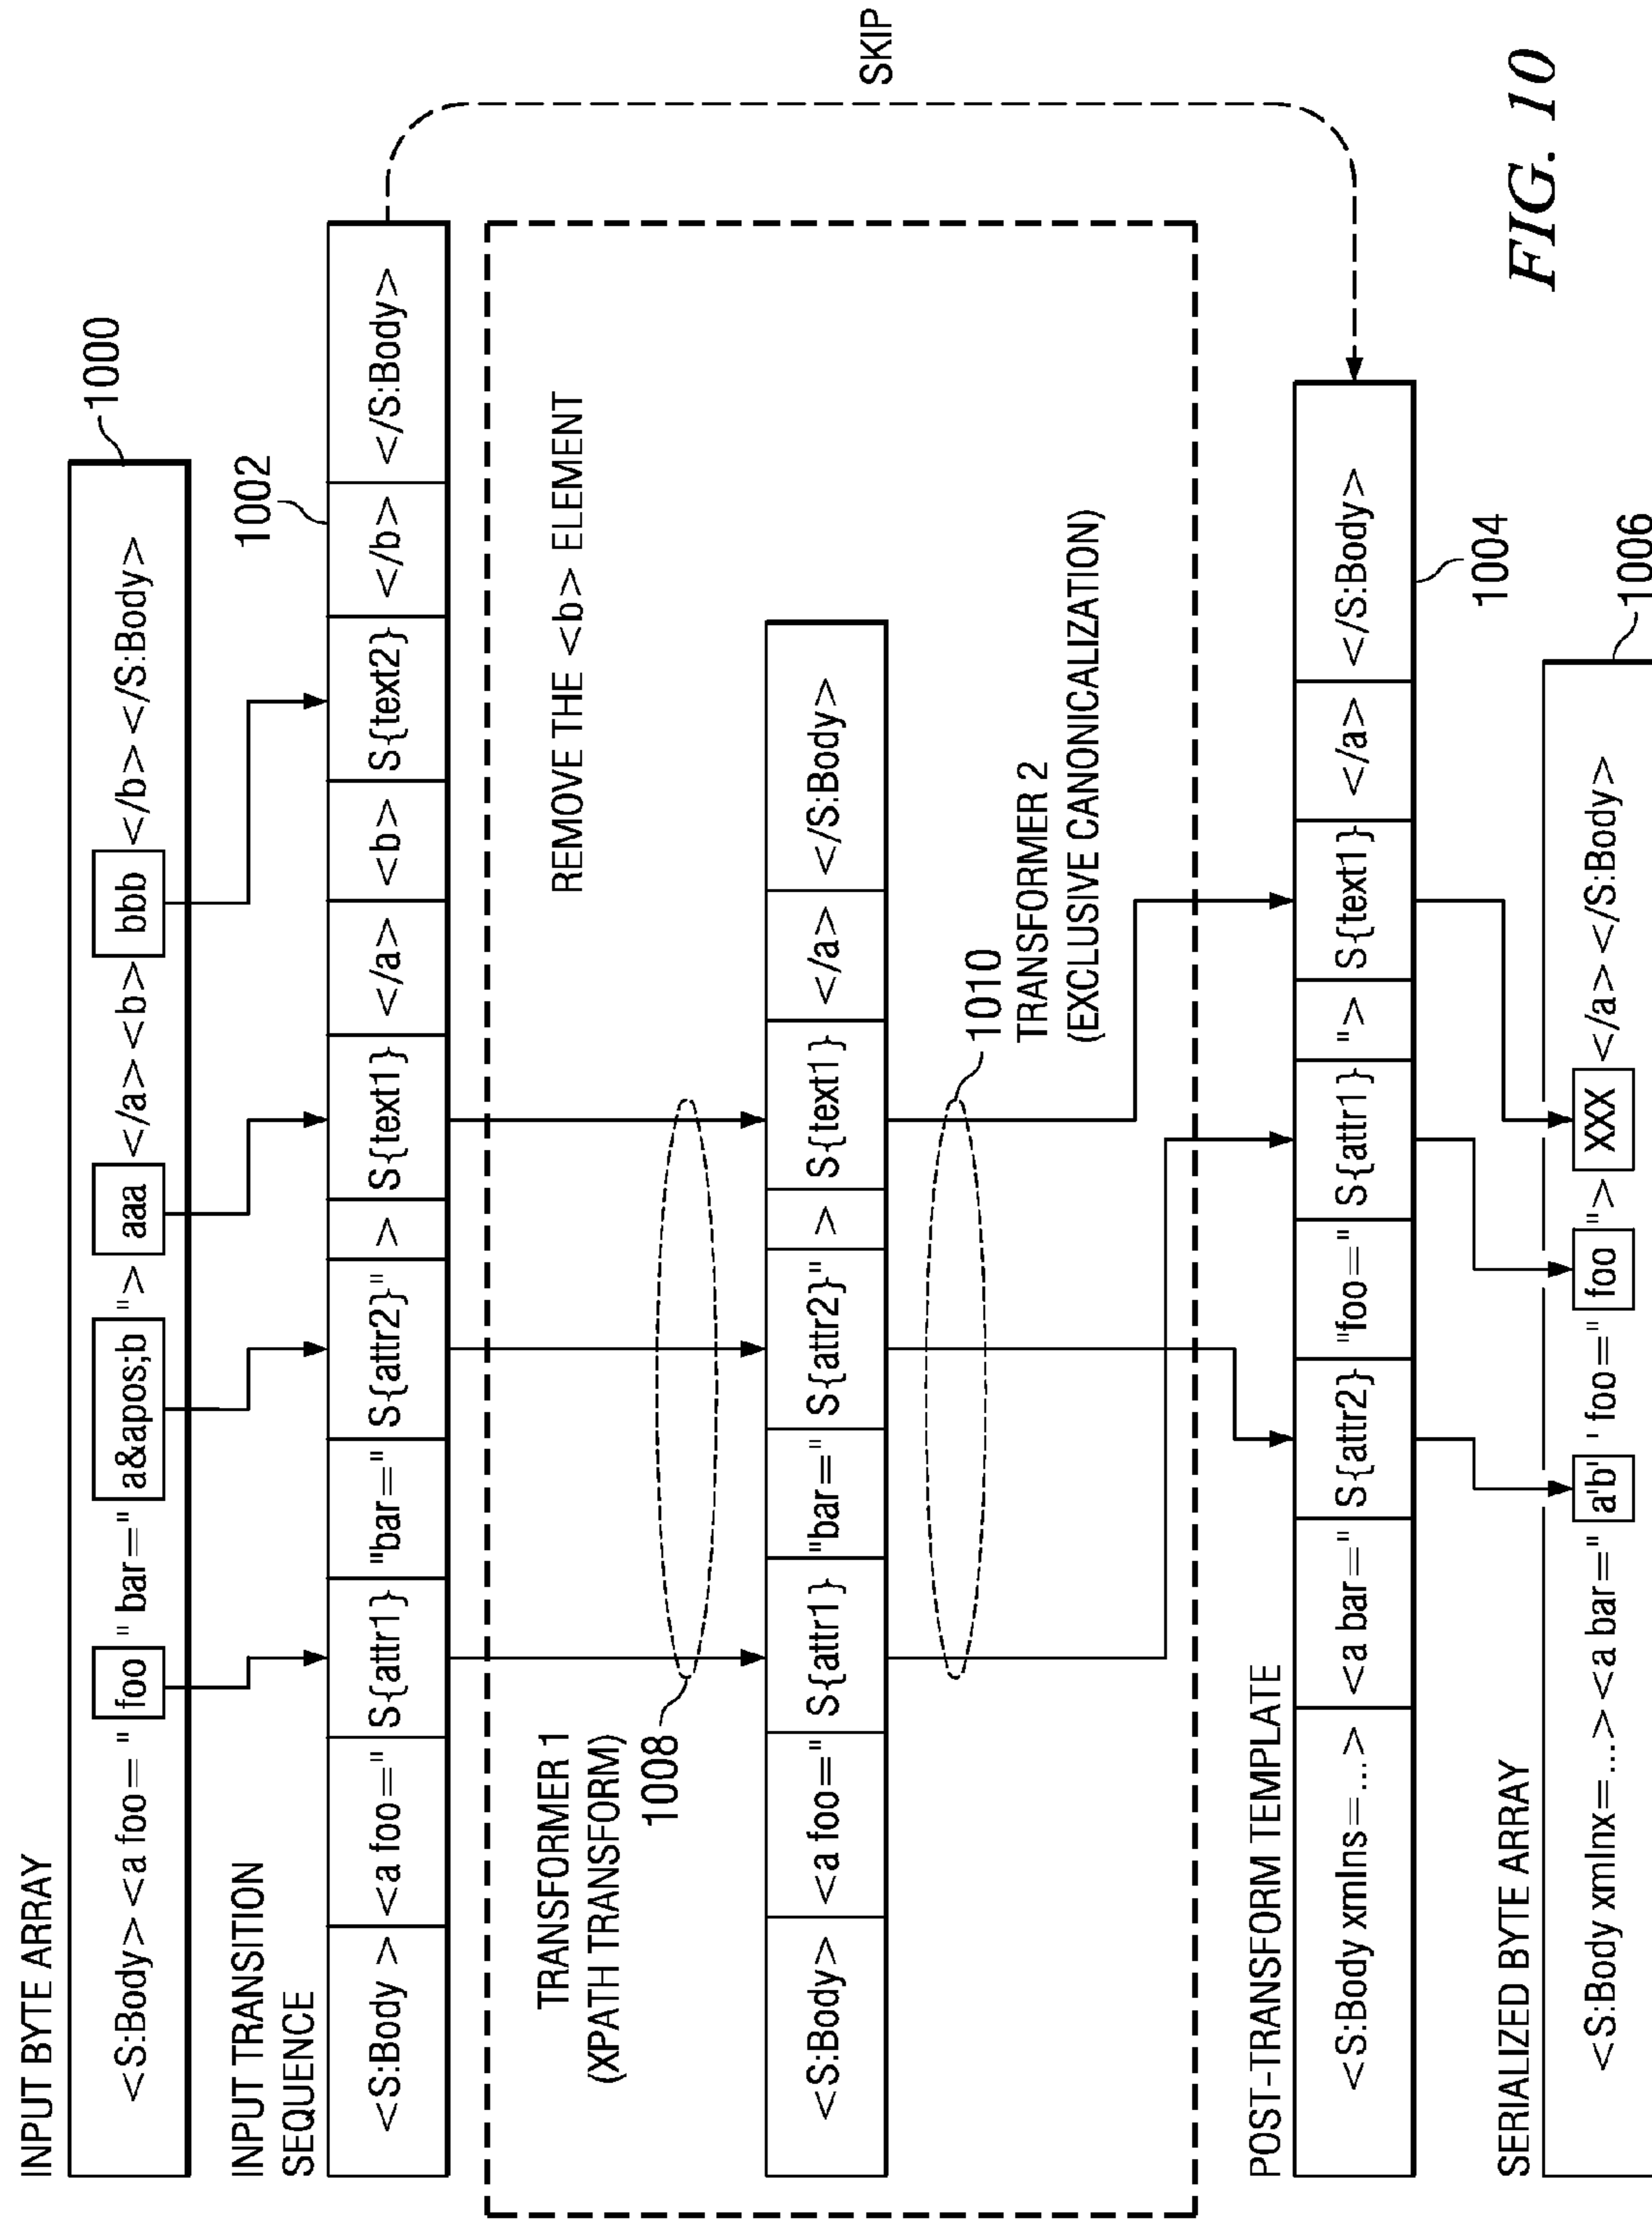 INPUT BYTE ARRAY
1000
<S:Body> <a foo=" foo " bar=" a&apos;b "> aaa </a> <b> bbb </b> </S:Body>
INPUT TRANSITION
SEQUENCE
1002
<S:Body > <a foo=" S{attr1} "bar=" S{attr2}" > S{text1} </a> <b> S{text2} </b> </S:Body>
SKIP
TRANSFORMER 1
(XPATH TRANSFORM)
1008
REMOVE THE <b> ELEMENT
<S:Body> <a foo=" S{attr1} "bar=" S{attr2}" > S{text1} </a> </S:Body>
1010
TRANSFORMER 2
(EXCLUSIVE CANONICALIZATION)
POST-TRANSFORM TEMPLATE
<S:Body xmlns=...> <a bar=" S{attr2} "foo=" S{attr1} "> S{text1} </a> </S:Body>
1004
SERIALIZED BYTE ARRAY
<S:Body xmlnx=...> <a bar=" a'b' ' foo=" foo "> XXX </a> </S:Body>
1006
FIG. 10